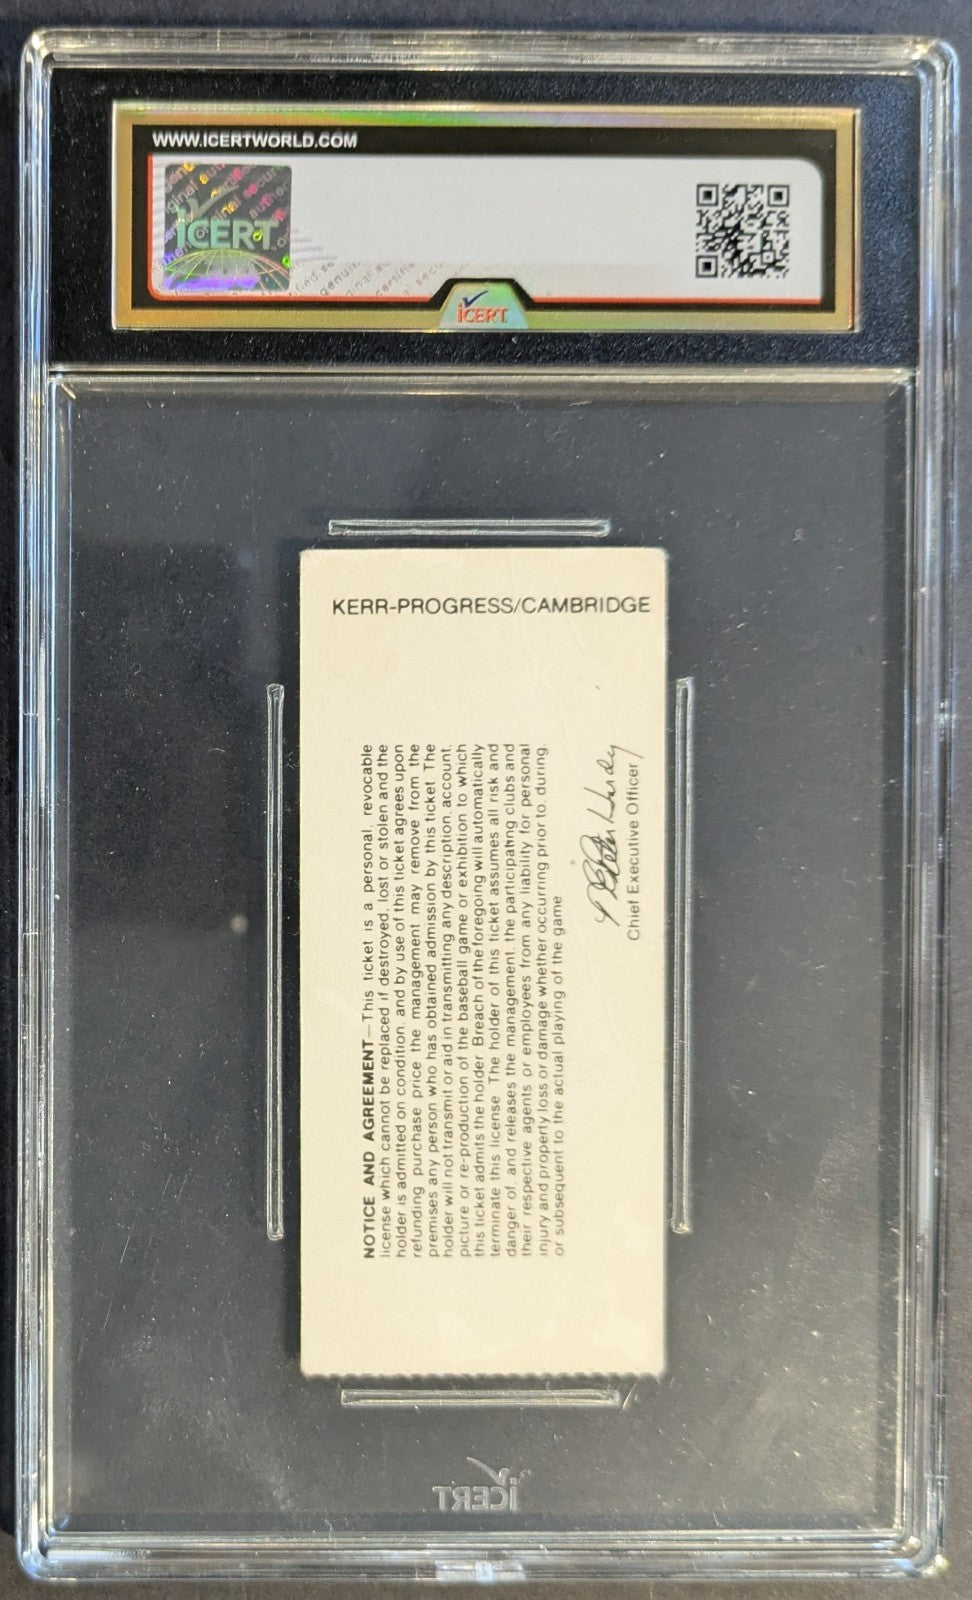 WWW.ICERTWORLD.COM
iCERT
iCERT
KERR-PROGRESS/CAMBRIDGE
NOTICE AND AGREEMENT—This ticket is a personal, revocable
license which cannot be replaced if destroyed, lost or stolen and the
holder is admitted on condition, and by use of this ticket agrees upon
refunding purchase price the management may remove from the
premises any person who has obtained admission by this ticket. The
holder will not transmit or aid in transmitting any description, account,
picture or re-production of the baseball game or exhibition to which
this ticket admits the holder. Breach of the foregoing will automatically
terminate this license. The holder of this ticket assumes all risk and
danger of, and releases the management, the participating clubs and
their respective agents or employees from any liability for personal
injury and property loss or damage whether occurring prior to, during
or subsequent to the actual playing of the game
Peter Hardy
Chief Executive Officer
iCERT